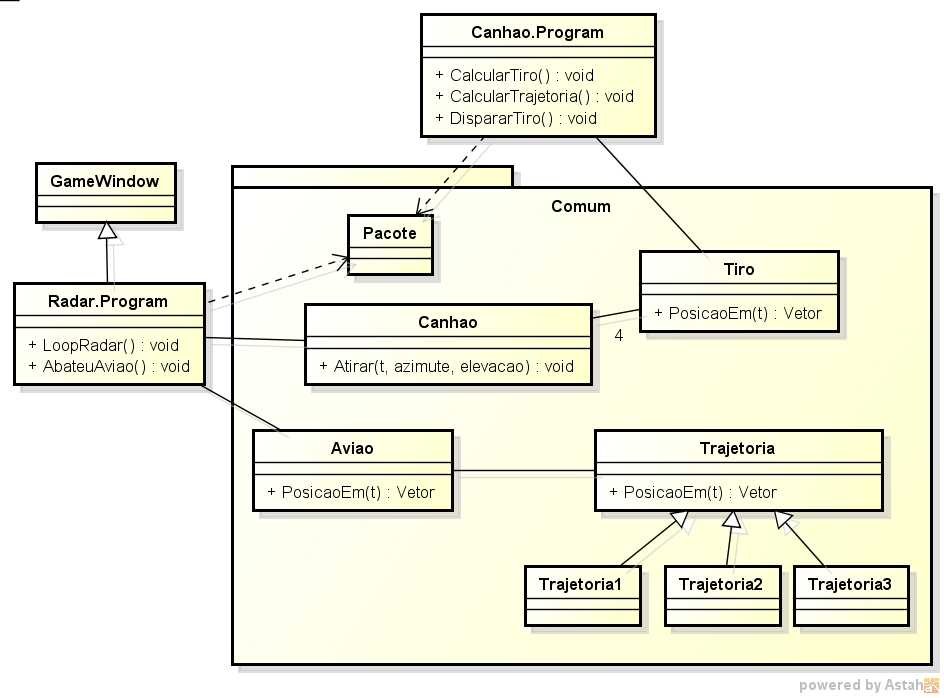 Canhao.Program
+ CalcularTiro() : void
+ CalcularTrajetoria() : void
+ DispararTiro() : void
GameWindow
Comum
Pacote
Tiro
+ PosicaoEm(t) : Vetor
Radar.Program
+ LoopRadar() : void
+ AbateuAviao() : void
Canhao
+ Atirar(t, azimute, elevacao) : void
4
Aviao
+ PosicaoEm(t) : Vetor
Trajetoria
+ PosicaoEm(t) : Vetor
Trajetoria1
Trajetoria2
Trajetoria3
powered by Astah